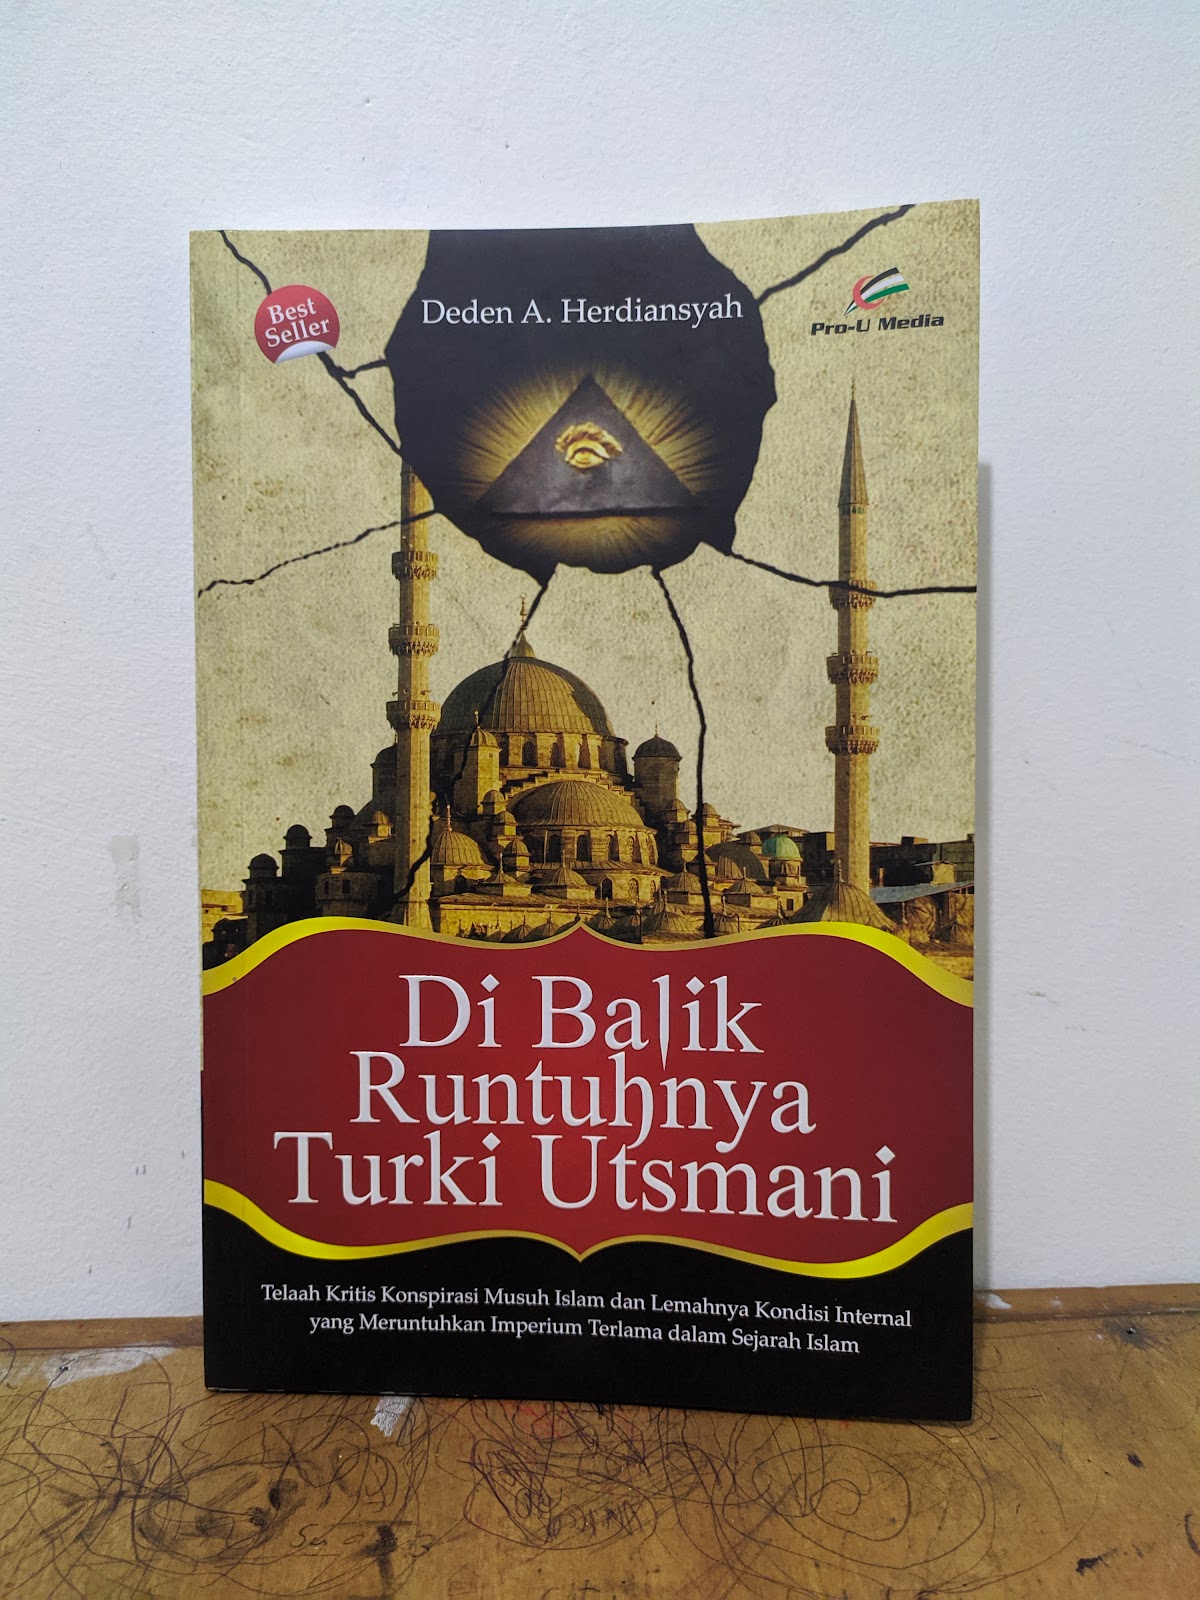 Best
Seller
Deden A. Herdiansyah
Pro-U Media
Di Balik
Runtuhnya
Turki Utsmani
Telaah Kritis Konspirasi Musuh Islam dan Lemahnya Kondisi Internal
yang Meruntuhkan Imperium Terlama dalam Sejarah Islam